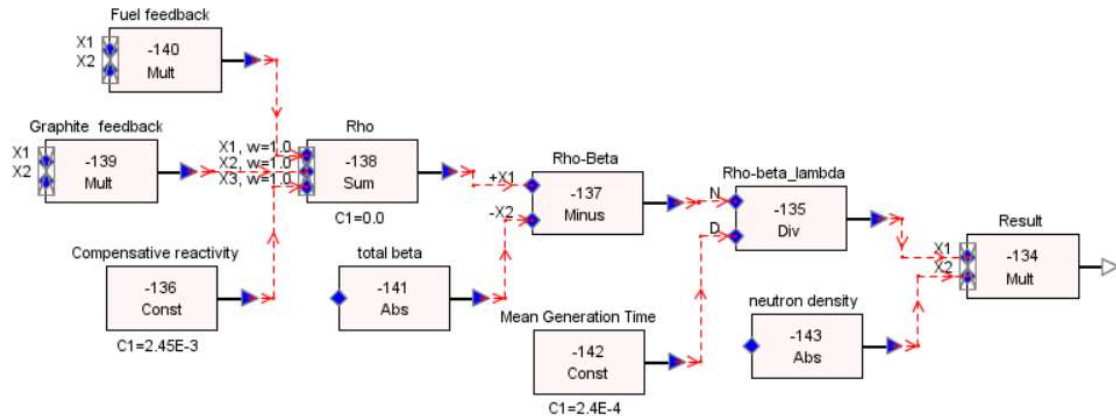 Fuel feedback
X1
X2
-140
Mult
Graphite feedback
X1
X2
-139
Mult
Rho
X1, w=1.0
X2, w=1.0
X3, w=1.0
-138
Sum
C1=0.0
Compensative reactivity
-136
Const
C1=2.45E-3
total beta
-141
Abs
Rho-Beta
+X1
-X2
-137
Minus
Mean Generation Time
-142
Const
C1=2.4E-4
Rho-beta_lambda
N
D
-135
Div
neutron density
-143
Abs
Result
X1
X2
-134
Mult